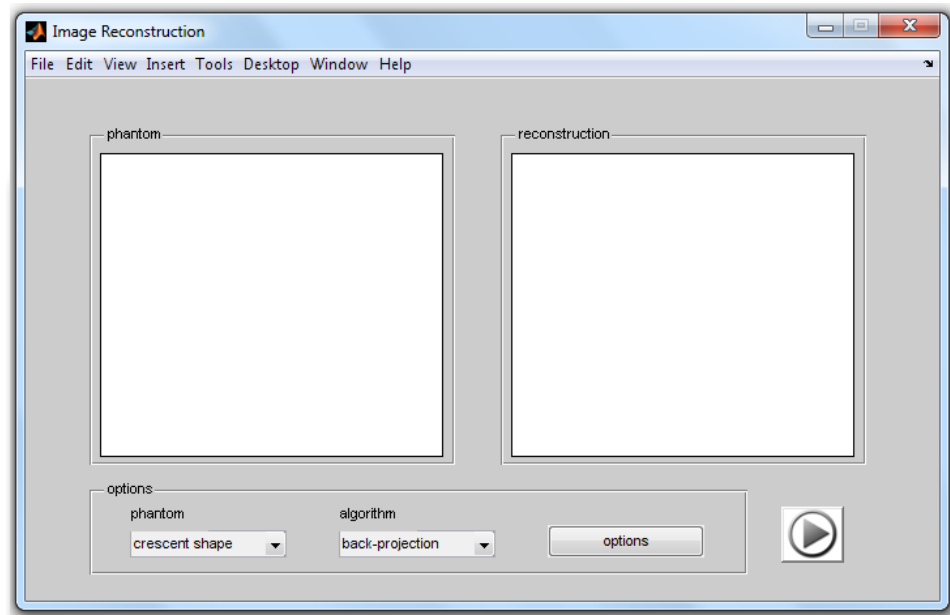 Image Reconstruction
File Edit View Insert Tools Desktop Window Help
phantom
reconstruction
options
phantom
algorithm
crescent shape
back-projection
options